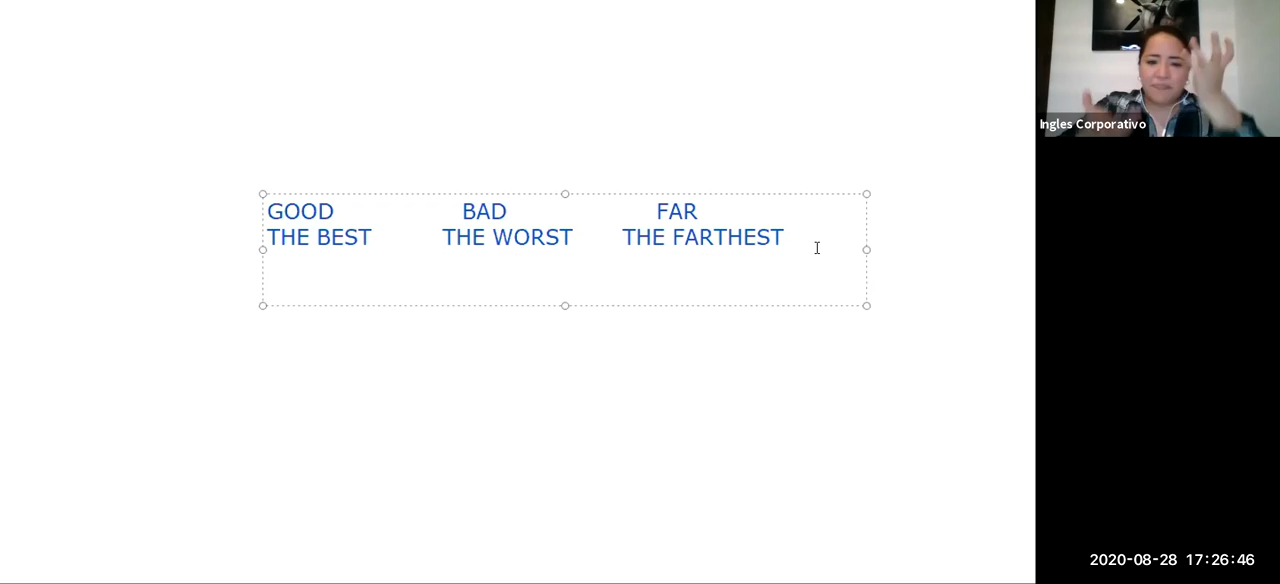 GOOD BAD FAR
THE BEST THE WORST THE FARTHEST
Ingles Corporativo
2020-08-28 17:26:46